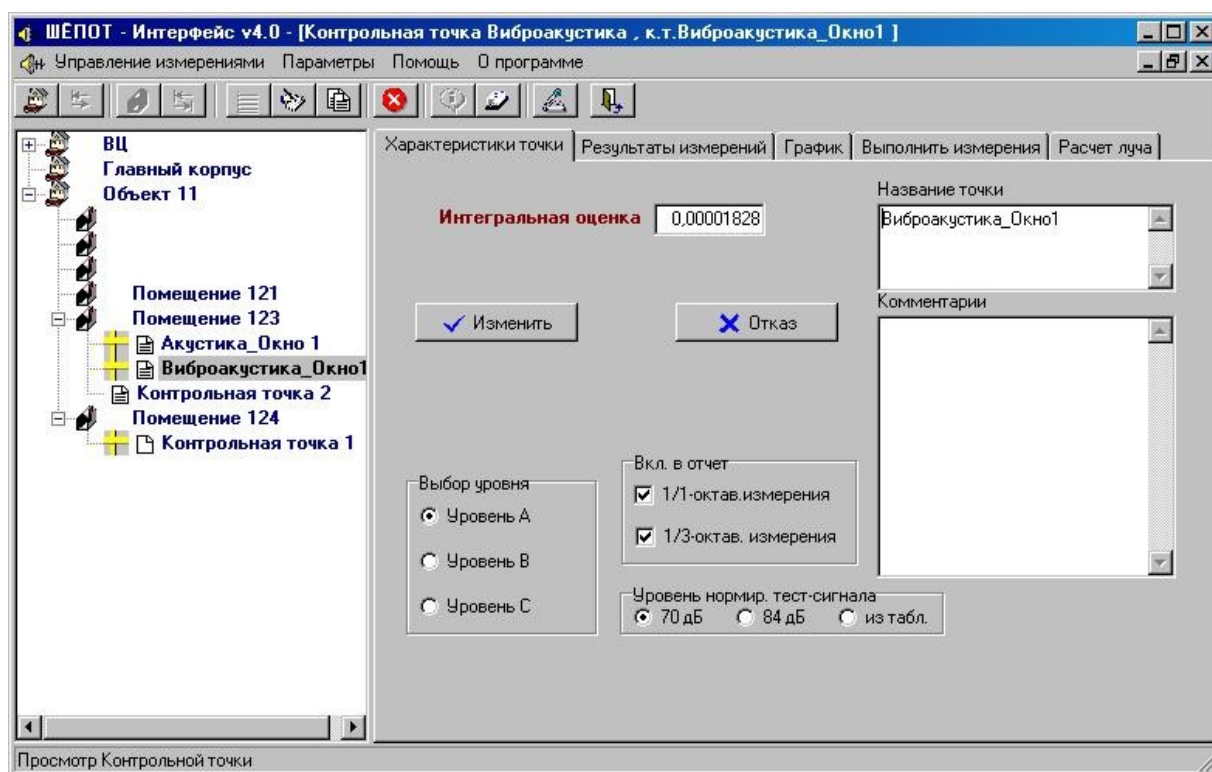 ШЁПОТ - Интерфейс v4.0 - [Контрольная точка Виброакустика , к.т.Виброакустика_Окно1 ]
Управление измерениями Параметры Помощь О программе
ВЦ
Главный корпус
Объект 11
Помещение 121
Помещение 123
Акустика_Окно 1
Виброакустика_Окно1
Контрольная точка 2
Помещение 124
Контрольная точка 1
Характеристики точки Результаты измерений График Выполнить измерения Расчет луча
Интегральная оценка 0,00001828
Название точки
Виброакустика_Окно1
Изменить Отказ
Комментарии
Выбор уровня
Уровень А
Уровень В
Уровень С
Вкл. в отчет
1/1-октав.измерения
1/3-октав. измерения
Уровень нормир. тест-сигнала
70 дБ 84 дБ из табл.
Просмотр Контрольной точки